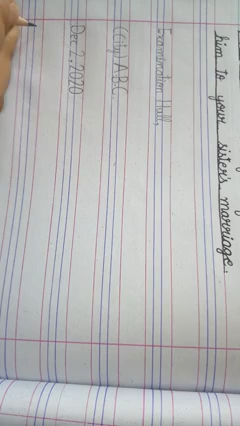 him to your sister's marriage.
Examination Hall,
(City) A.B.C.
Dec 2, 2020